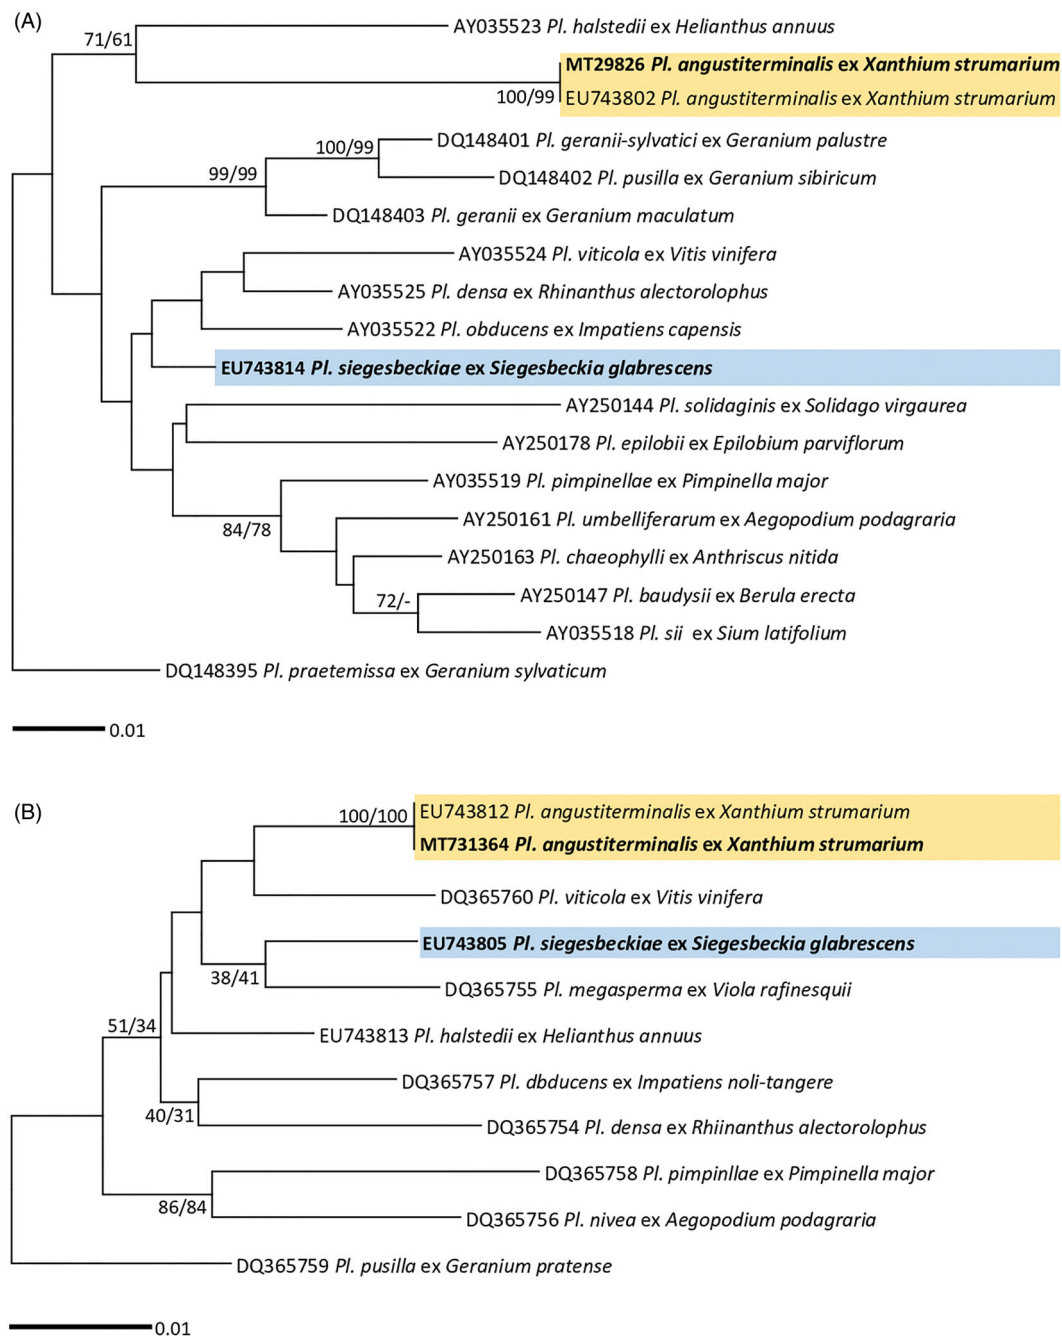 (A)
AY035523 Pl. halstedii ex Helianthus annuus
71/61
MT29826 Pl. angustiterminalis ex Xanthium strumarium
100/99
EU743802 Pl. angustiterminalis ex Xanthium strumarium
100/99
DQ148401 Pl. geranii-sylvatici ex Geranium palustre
99/99
DQ148402 Pl. pusilla ex Geranium sibiricum
DQ148403 Pl. geranii ex Geranium maculatum
AY035524 Pl. viticola ex Vitis vinifera
AY035525 Pl. densa ex Rhinanthus alectorolophus
AY035522 Pl. obducens ex Impatiens capensis
EU743814 Pl. siegesbeckiae ex Siegesbeckia glabrescens
AY250144 Pl. solidaginis ex Solidago virgaurea
AY250178 Pl. epilobii ex Epilobium parviflorum
AY035519 Pl. pimpinellae ex Pimpinella major
84/78
AY250161 Pl. umbelliferarum ex Aegopodium podagraria
AY250163 Pl. chaeophylli ex Anthriscus nitida
72/-
AY250147 Pl. baudysii ex Berula erecta
AY035518 Pl. sii ex Sium latifolium
DQ148395 Pl. praetemissa ex Geranium sylvaticum
0.01
(B)
100/100
EU743812 Pl. angustiterminalis ex Xanthium strumarium
MT731364 Pl. angustiterminalis ex Xanthium strumarium
DQ365760 Pl. viticola ex Vitis vinifera
EU743805 Pl. siegesbeckiae ex Siegesbeckia glabrescens
38/41
DQ365755 Pl. megasperma ex Viola rafinesquii
51/34
EU743813 Pl. halstedii ex Helianthus annuus
DQ365757 Pl. dbducens ex Impatiens noli-tangere
40/31
DQ365754 Pl. densa ex Rhiinanthus alectorolophus
DQ365758 Pl. pimpinllae ex Pimpinella major
86/84
DQ365756 Pl. nivea ex Aegopodium podagraria
DQ365759 Pl. pusilla ex Geranium pratense
0.01